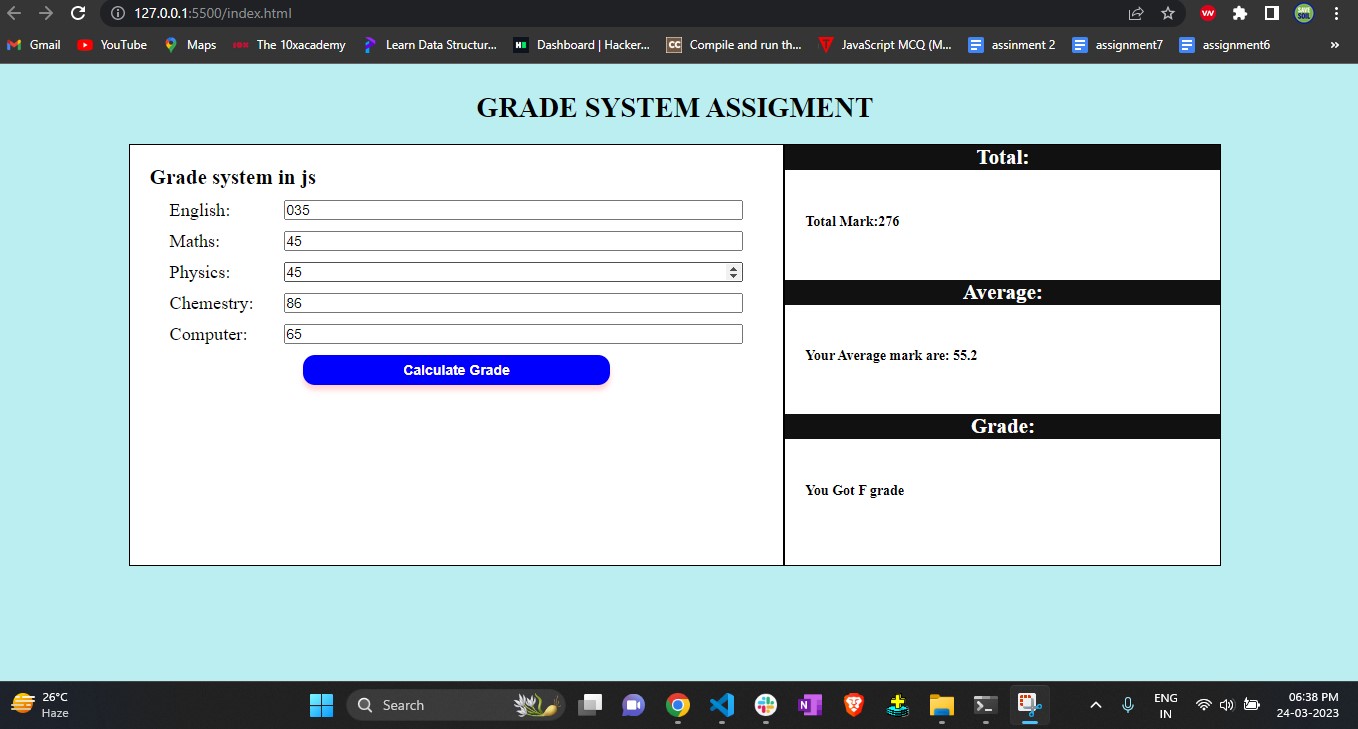 127.0.0.1:5500/index.html
Gmail YouTube Maps The 10xacademy Learn Data Structur... Dashboard | Hacker... Compile and run th... JavaScript MCQ (M... assinment 2 assignment7 assignment6 »
GRADE SYSTEM ASSIGMENT
Grade system in js
English: 035
Maths: 45
Physics: 45
Chemestry: 86
Computer: 65
Calculate Grade
Total:
Total Mark:276
Average:
Your Average mark are: 55.2
Grade:
You Got F grade
26°C
Haze
Search
ENG
IN
06:38 PM
24-03-2023